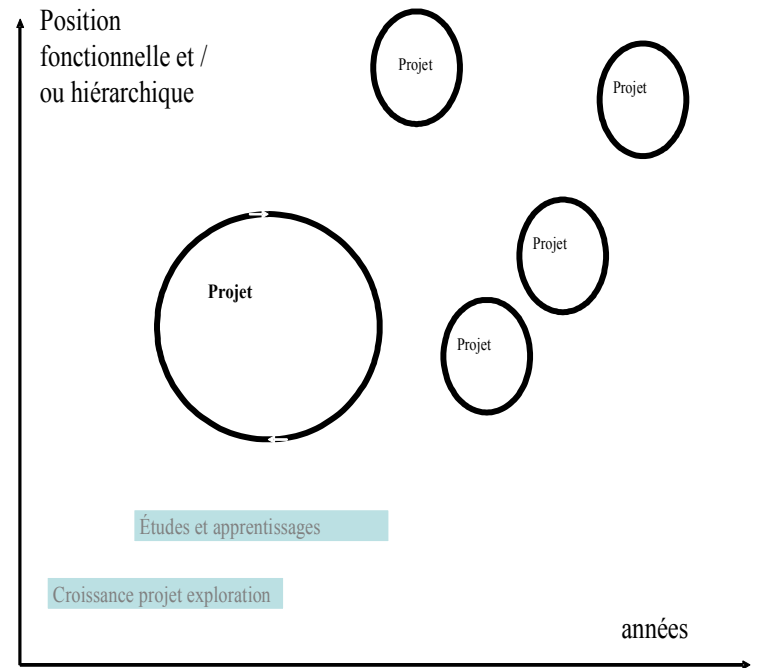 Position
fonctionnelle et /
ou hiérarchique
Projet
Projet
Projet
Projet
Projet
Études et apprentissages
Croissance projet exploration
années